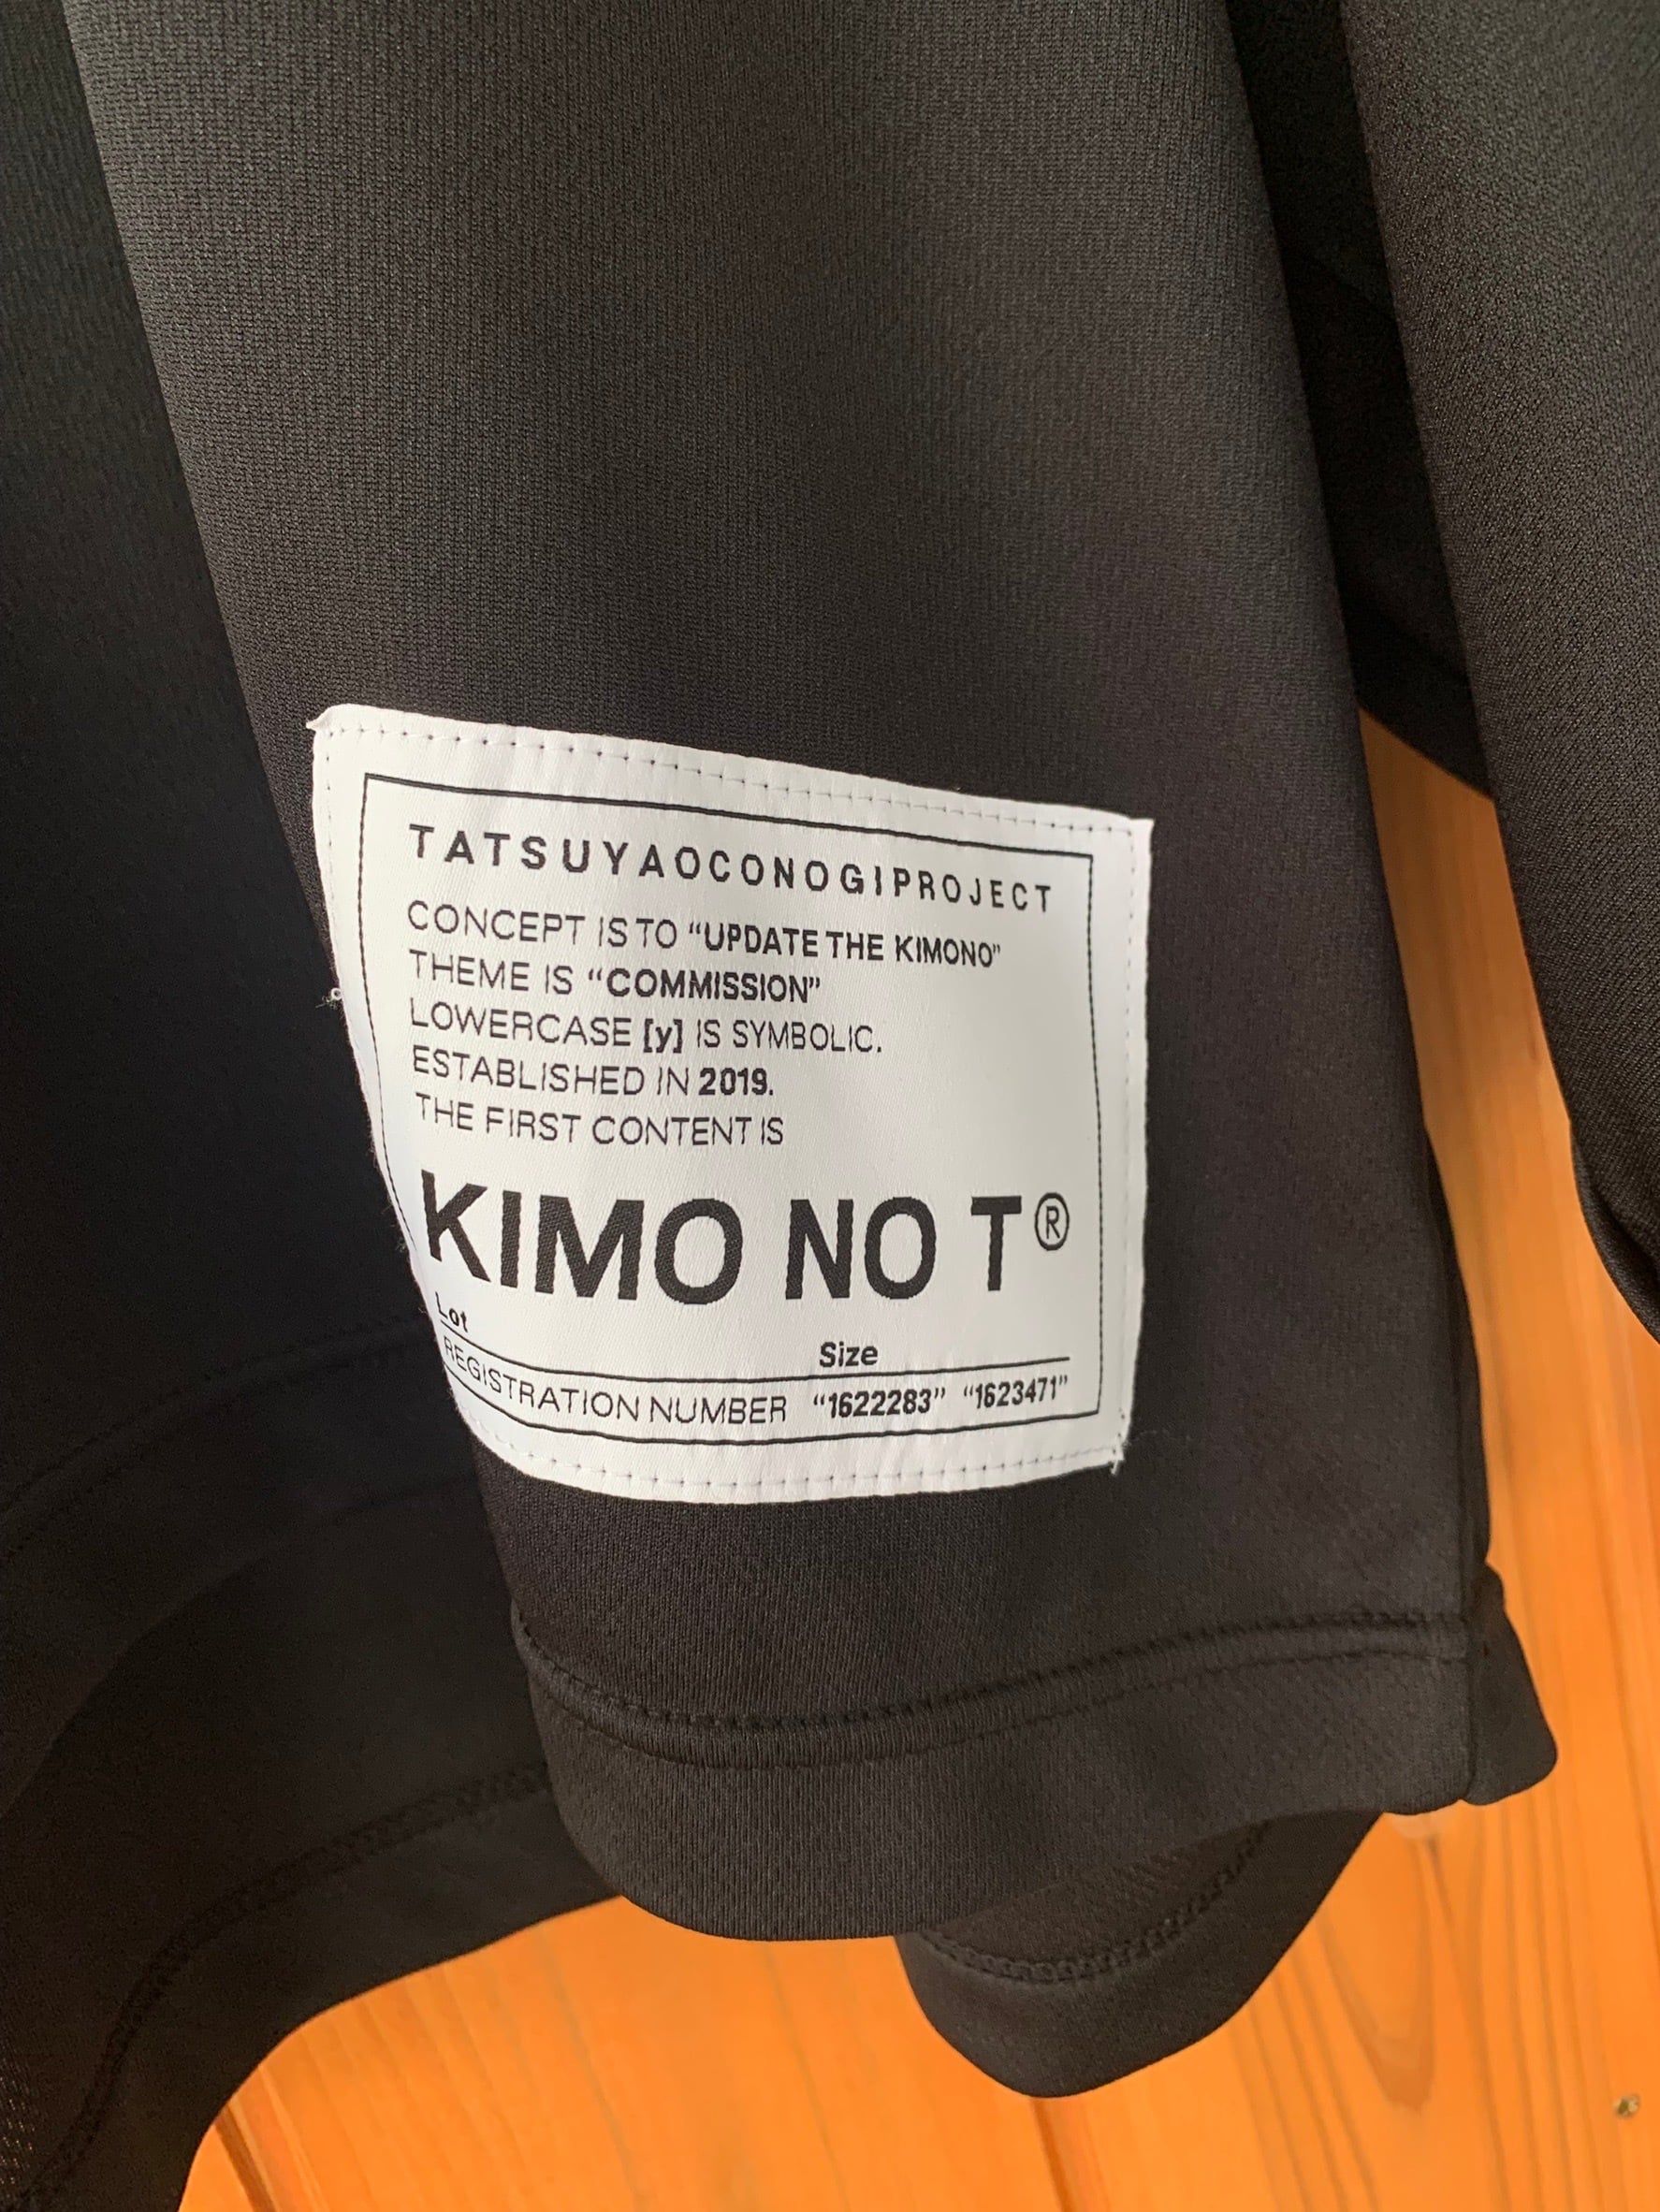 TATSUYAOCONOGIPROJECT
CONCEPT IS TO “UPDATE THE KIMONO”
THEME IS “COMMISSION”
LOWERCASE [y] IS SYMBOLIC.
ESTABLISHED IN 2019.
THE FIRST CONTENT IS
KIMO NO T®
Lot Size
REGISTRATION NUMBER “1622283” “1623471”